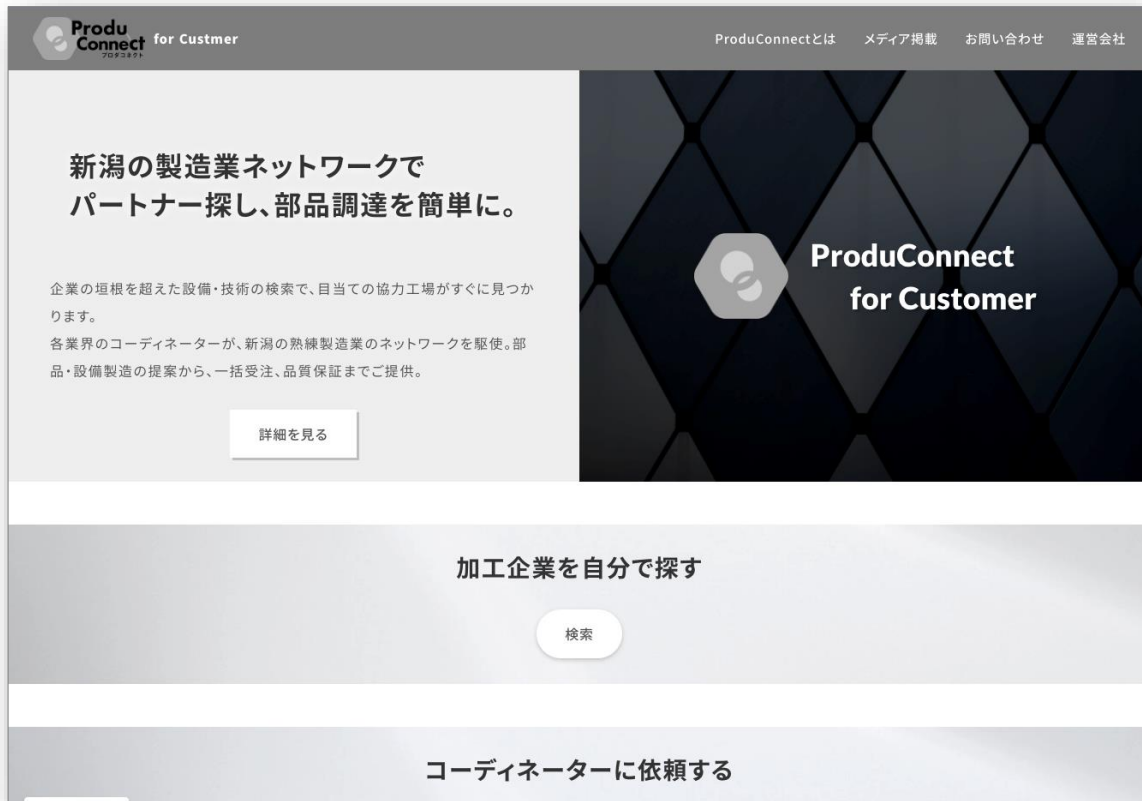 Produ
Connect
プロダコネクト
for Custmer
ProduConnectとは
メディア掲載
お問い合わせ
運営会社
新潟の製造業ネットワークで
パートナー探し、部品調達を簡単に。
企業の垣根を超えた設備・技術の検索で、目当ての協力工場がすぐに見つか
ります。
各業界のコーディネーターが、新潟の熟練製造業のネットワークを駆使。部
品・設備製造の提案から、一括受注、品質保証までご提供。
詳細を見る
ProduConnect
for Customer
加工企業を自分で探す
検索
コーディネーターに依頼する